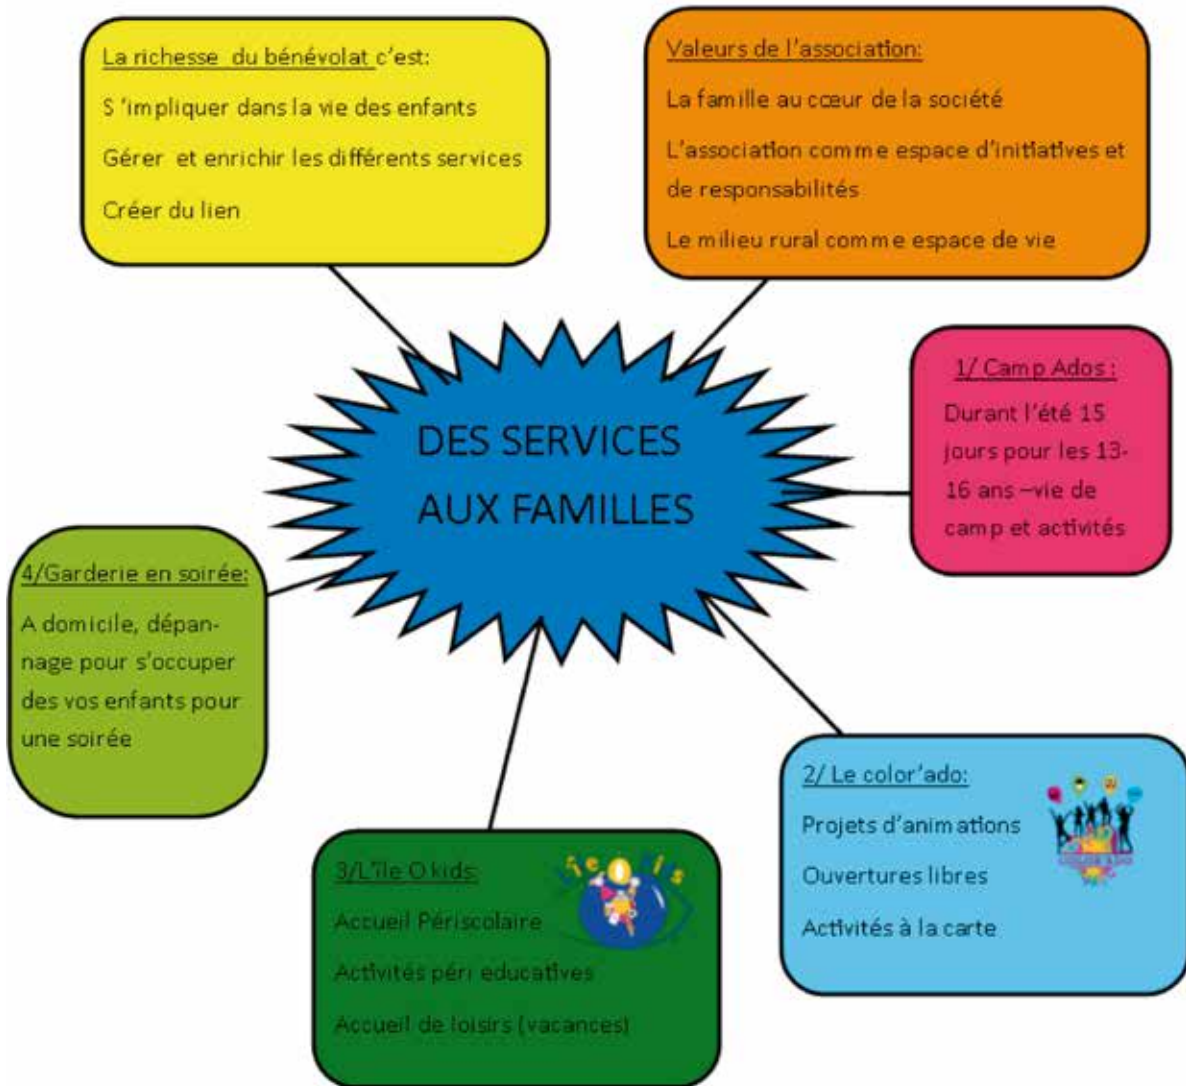 La richesse  du bénévolat c'est:
S 'impliquer dans la vie des enfants
Gérer  et enrichir les différents services
Créer du lien
Valeurs de l'association:
La famille au cœur de la société
L'association comme espace d'initiatives et
de responsabilités
Le milieu rural comme espace de vie
DES SERVICES
AUX FAMILLES
1/ Camp Ados :
Durant l'été 15
jours pour les 13-
16 ans –vie de
camp et activités
2/ Le color'ado:
Projets d'animations
Ouvertures libres
Activités à la carte
COLOR'ADO
3/L'île O kids:
Accueil Périscolaire
Activités péri educatives
Accueil de loisirs (vacances)
4/Garderie en soirée:
A domicile, dépan-
nage pour s'occuper
des vos enfants pour
une soirée